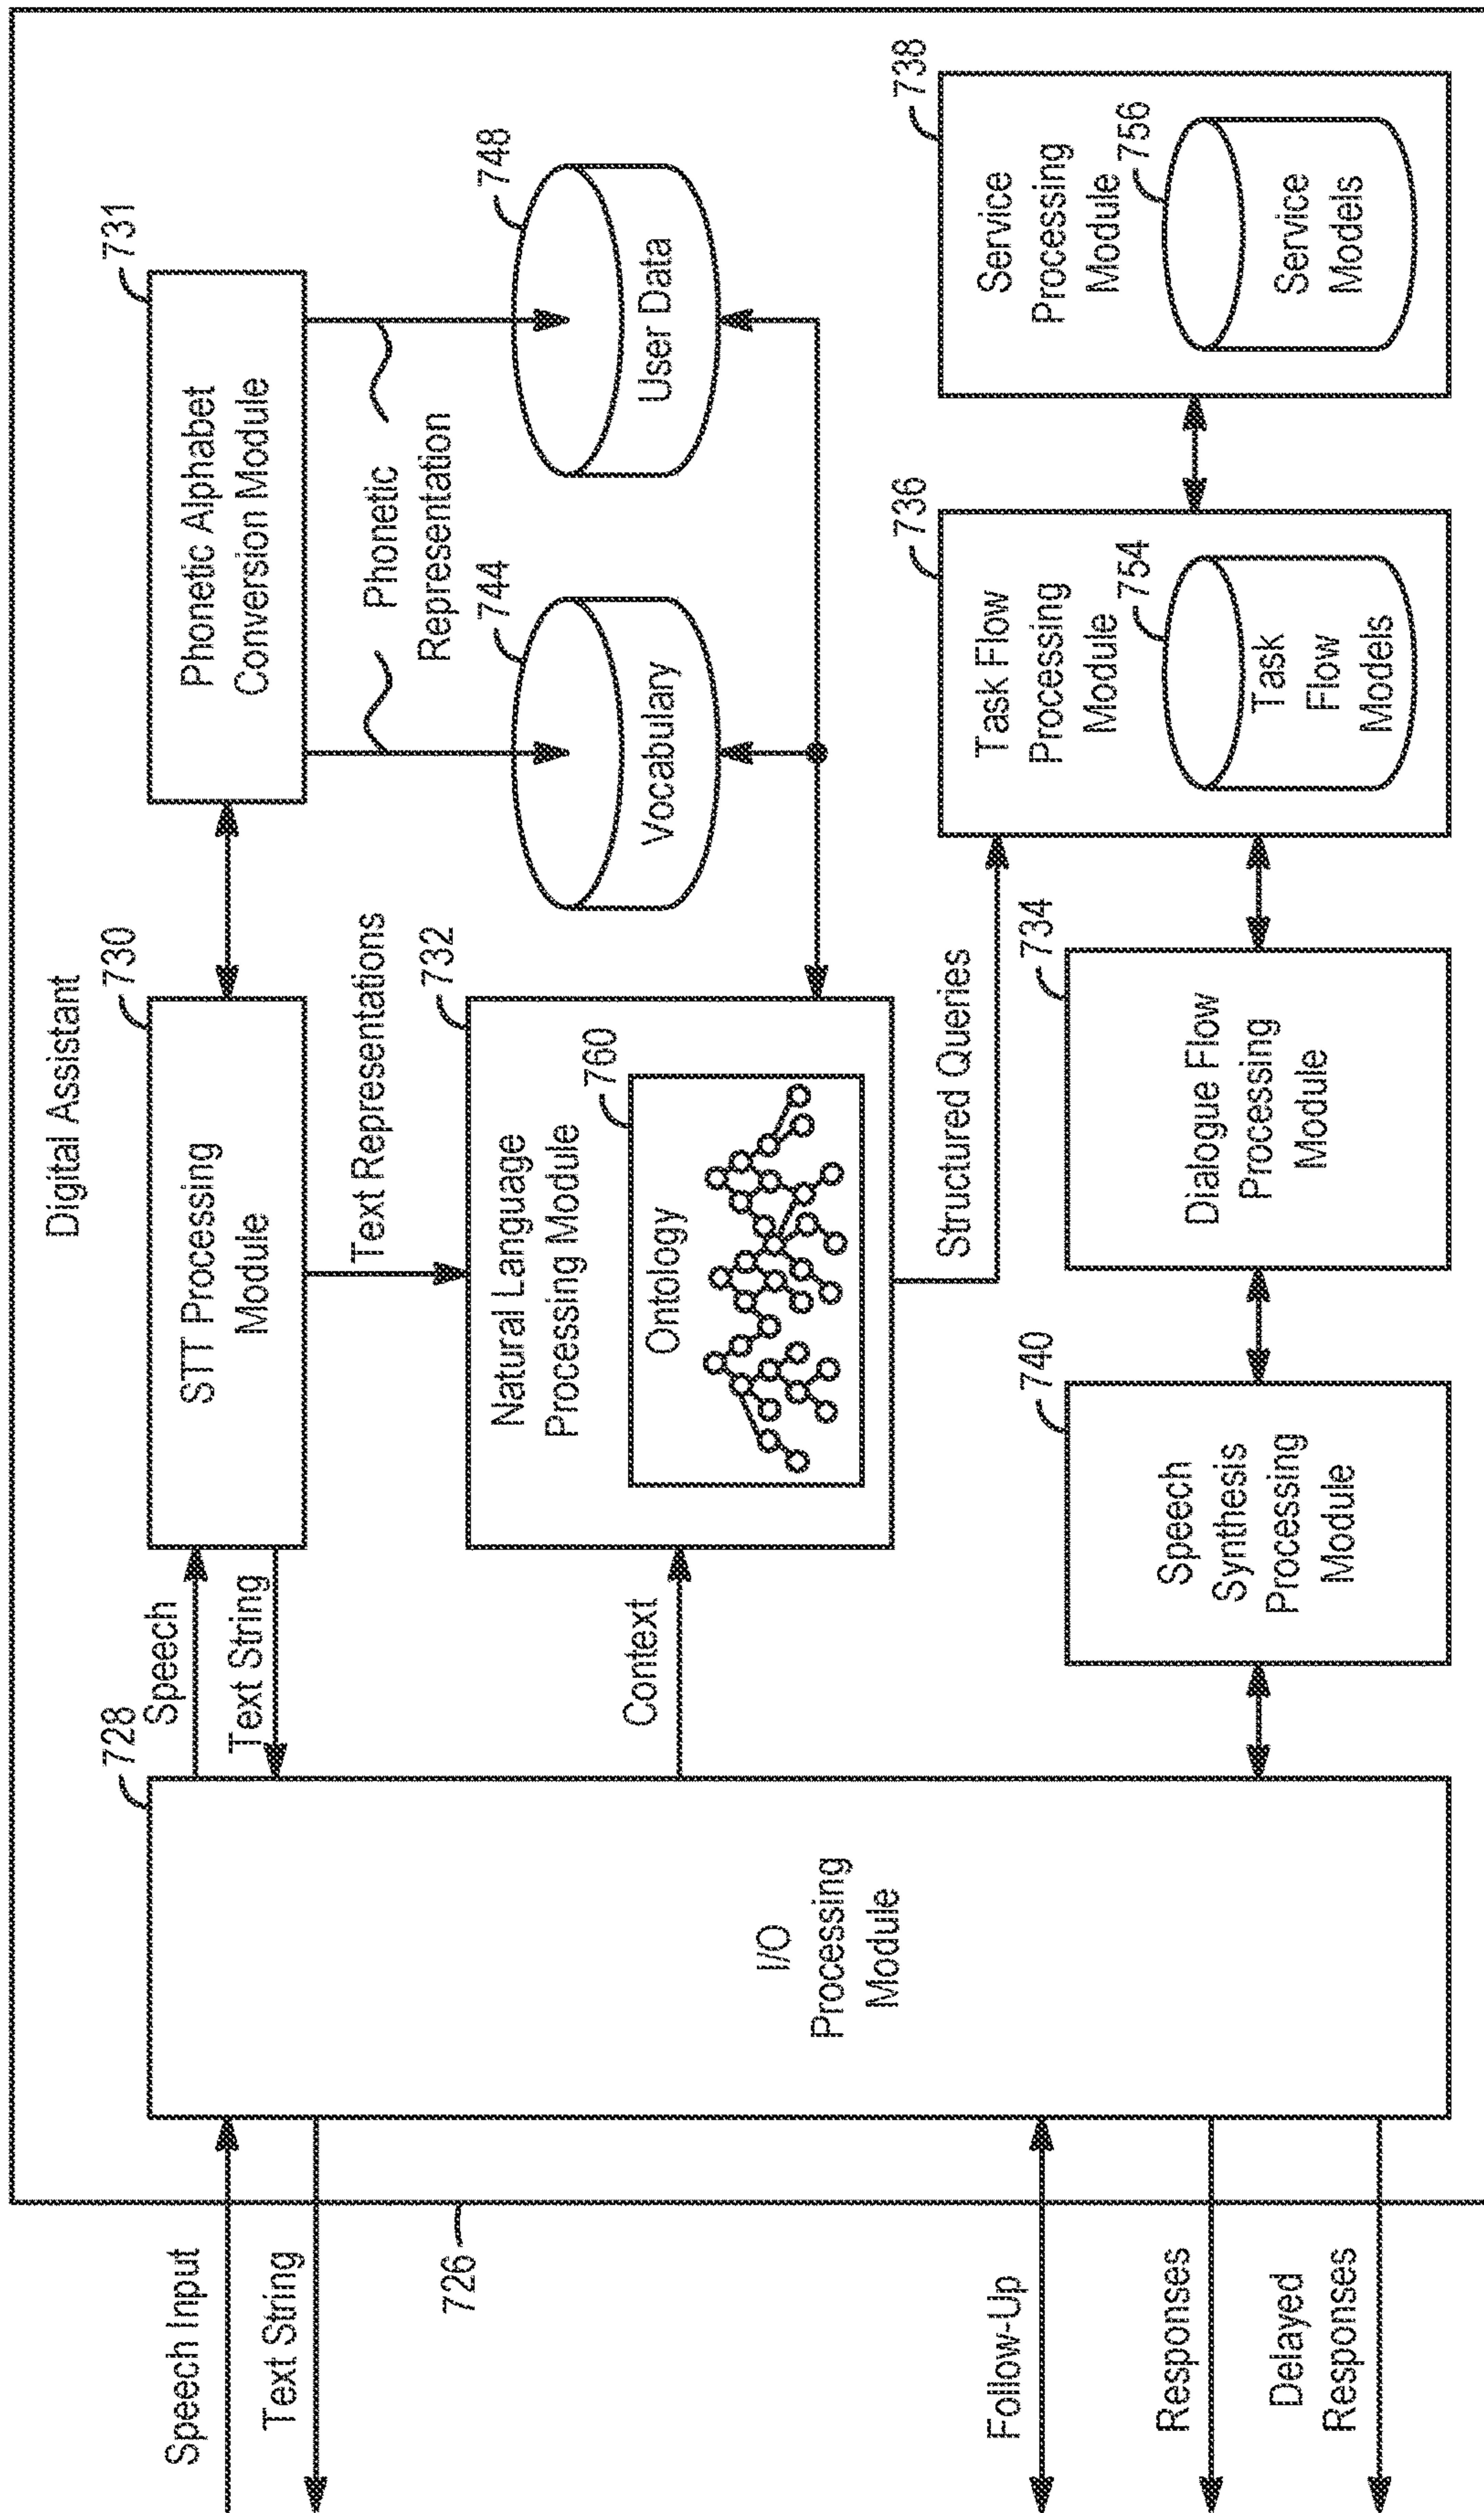 Digital Assistant
726
Speech Input
Text String
728
I/O
Processing
Module
Speech
Text String
730
STT Processing
Module
731
Phonetic Alphabet
Conversion Module
Text Representations
Phonetic
Representation
732
Natural Language
Processing Module
760
Ontology
744
Vocabulary
748
User Data
Context
Structured Queries
Follow-Up
Responses
Delayed
Responses
740
Speech
Synthesis
Processing
Module
734
Dialogue Flow
Processing
Module
736
Task Flow
Processing
Module
754
Task
Flow
Models
738
Service
Processing
Module
756
Service
Models